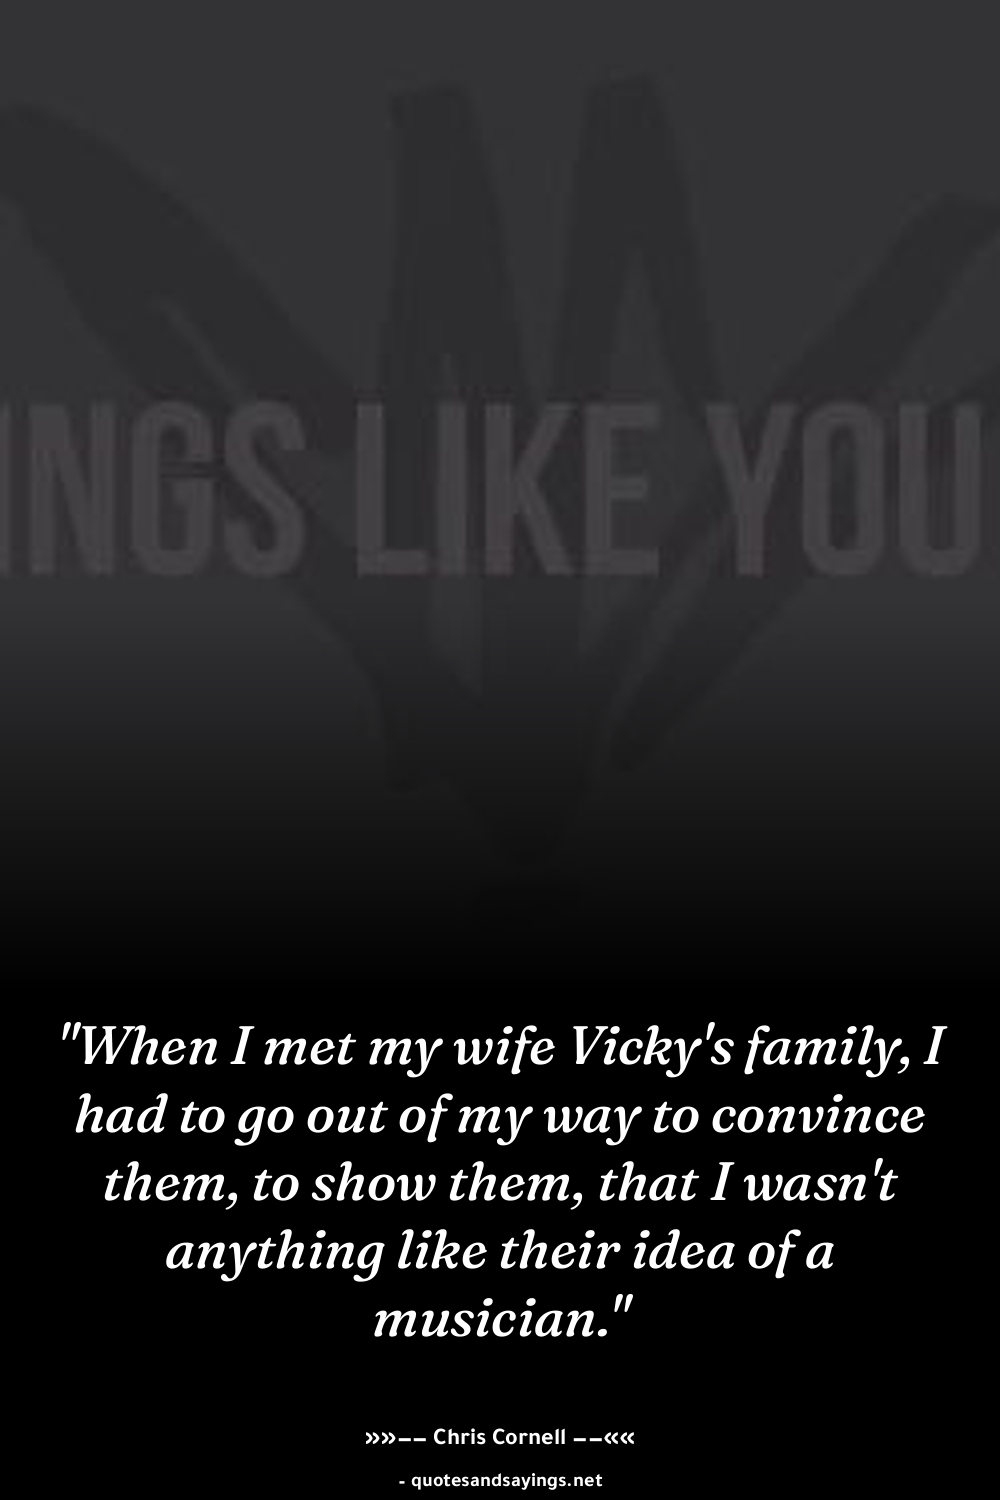 INGS LIKE YOU
"When I met my wife Vicky's family, I
had to go out of my way to convince
them, to show them, that I wasn't
anything like their idea of a
musician."
»»−− Chris Cornell −−««
- quotesandsayings.net